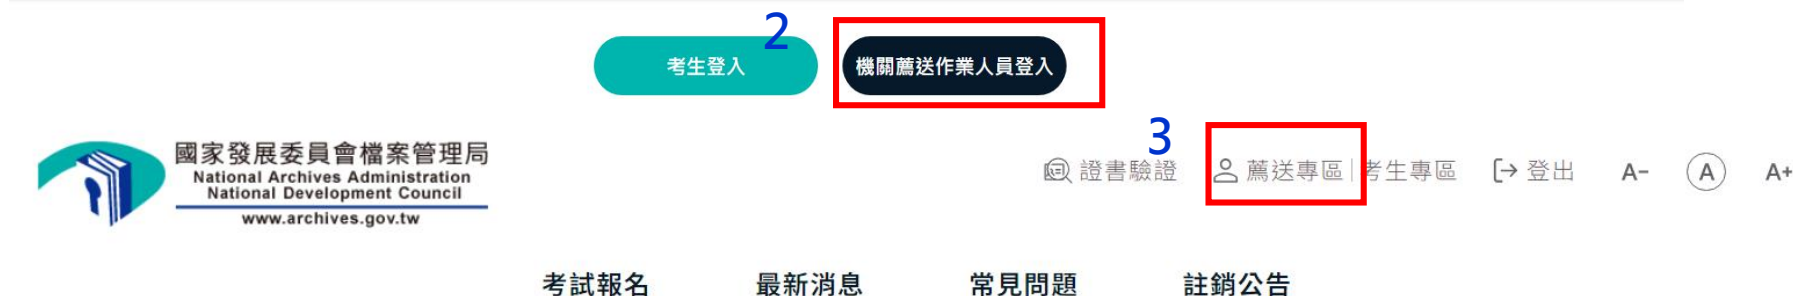 2
考生登入 機關薦送作業人員登入
3
國家發展委員會檔案管理局
National Archives Administration
National Development Council
www.archives.gov.tw
證書驗證 薦送專區 | 考生專區 登出 A- A A+
考試報名 最新消息 常見問題 註銷公告